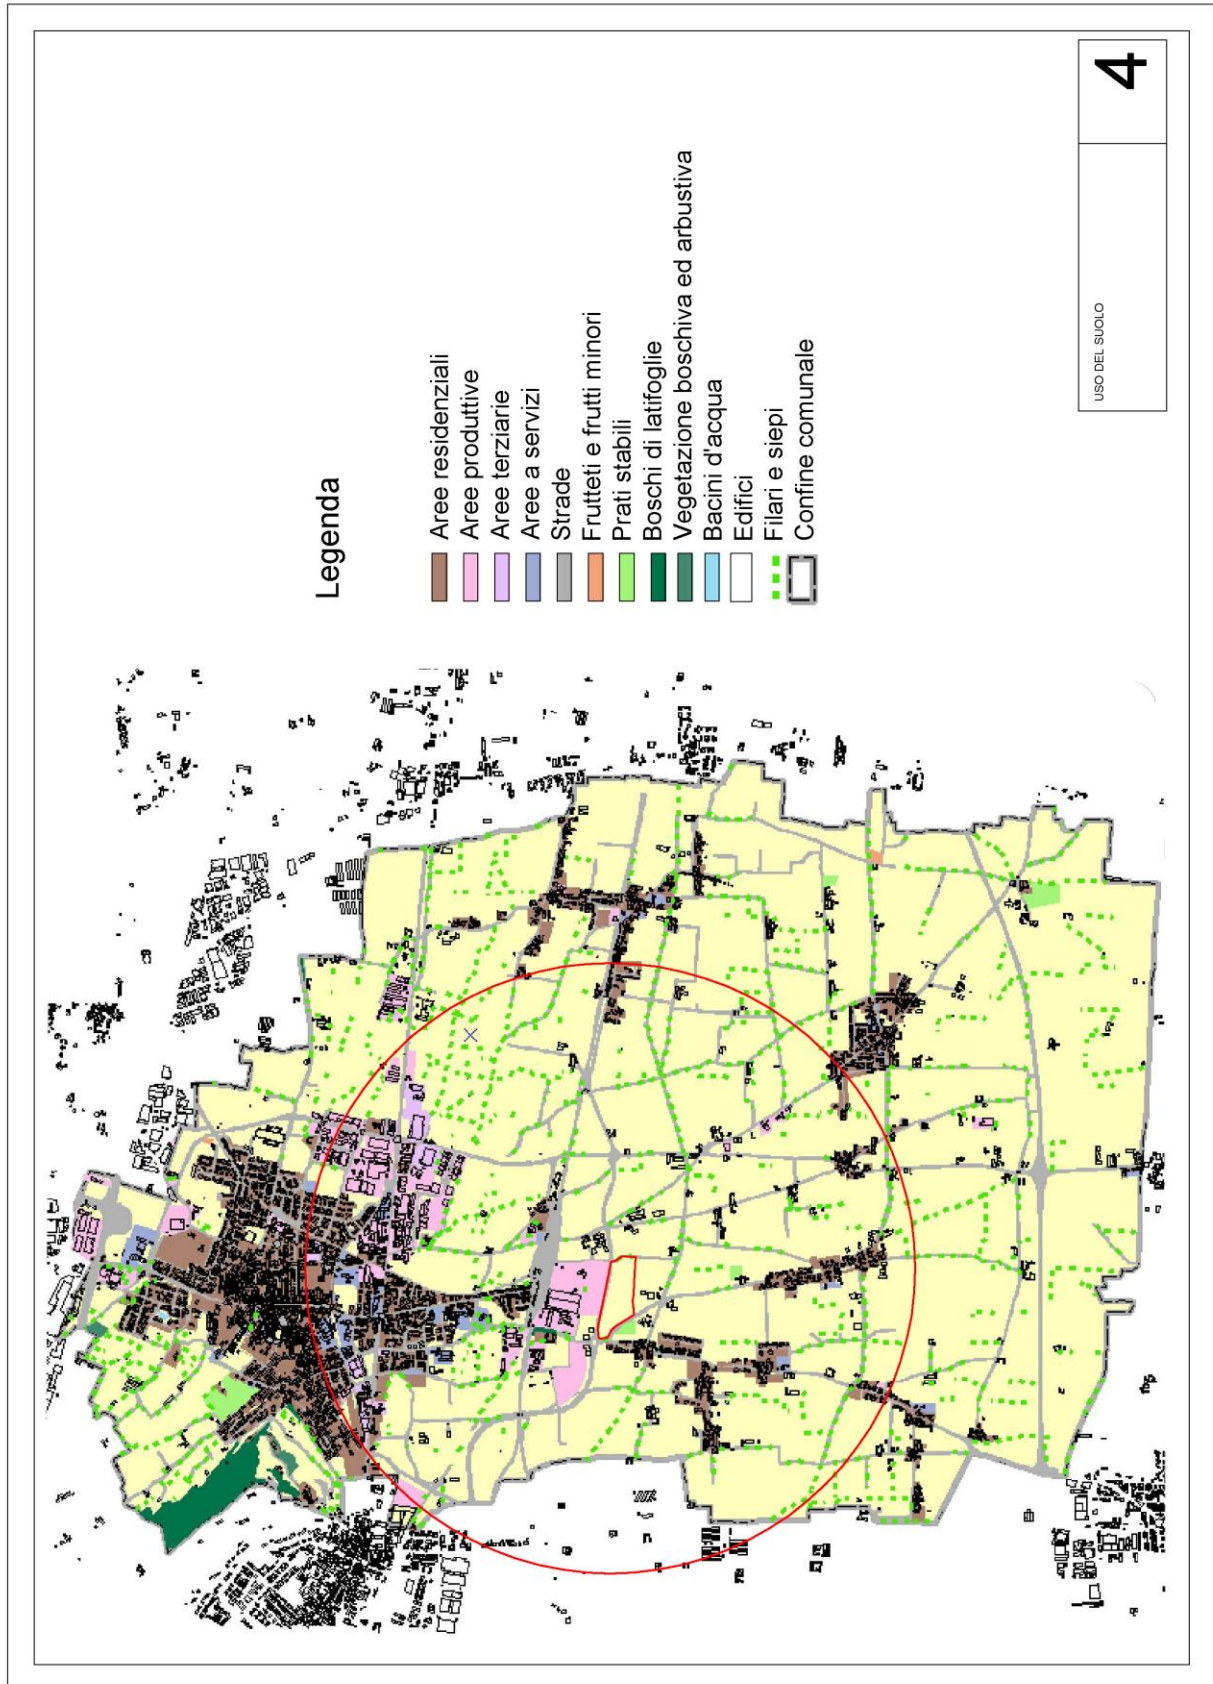 Legenda
Aree residenziali
Aree produttive
Aree terziarie
Aree a servizi
Strade
Frutteti e frutti minori
Prati stabili
Boschi di latifoglie
Vegetazione boschiva ed arbustiva
Bacini d'acqua
Edifici
Filari e siepi
Confine comunale
USO DEL SUOLO
4